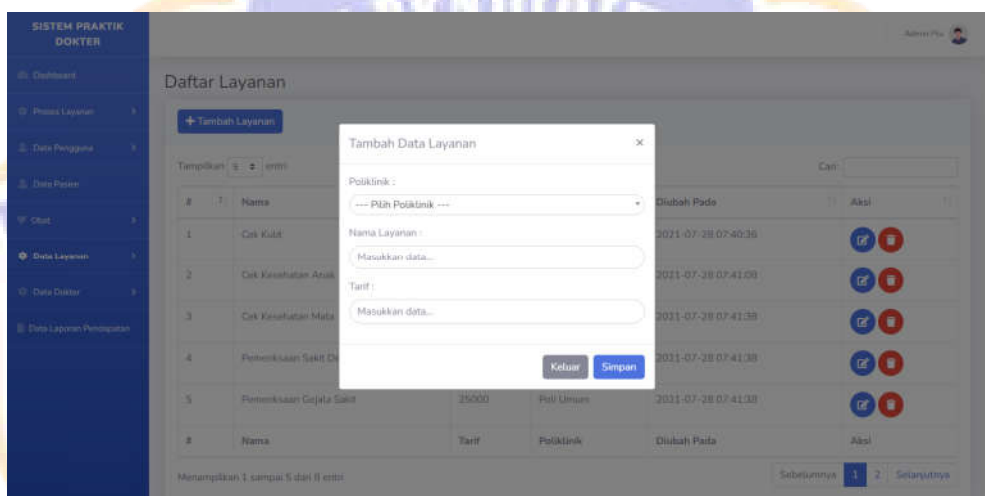 SISTEM PRAKTIK
DOKTER
Dashboard
Proses Layanan
Data Pengguna
Data Pasien
Obat
Data Layanan
Data Dokter
Data Laporan Pendapatan
Daftar Layanan
+ Tambah Layanan
Tampilkan 5 entri
Cari:
Tambah Data Layanan ×
Poliklinik :
--- Pilih Poliklinik ---
Nama Layanan :
Masukkan data...
Tarif :
Masukkan data...
Keluar Simpan
# Nama Diubah Pada Aksi
1 Cek Kulit 2021-07-28 07:40:36
2 Cek Kesehatan Anak 2021-07-28 07:41:09
3 Cek Kesehatan Mata 2021-07-28 07:41:39
4 Pemeriksaan Sakit 2021-07-28 07:41:39
5 Pemeriksaan Gejala Sakit 25000 Poli Umum 2021-07-28 07:41:39
# Nama Tarif Poliklinik Diubah Pada Aksi
Menampilkan 1 sampai 5 dari entri
Sebelumnya 1 2 Selanjutnya